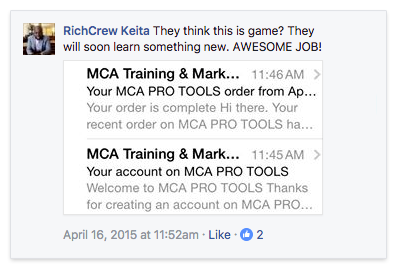 RichCrew Keita They think this is game? They
will soon learn something new. AWESOME JOB!
MCA Training & Mark... 11:46 AM
Your MCA PRO TOOLS order from Ap...
Your order is complete Hi there. Your
recent order on MCA PRO TOOLS ha...
MCA Training & Mark... 11:45 AM
Your account on MCA PRO TOOLS
Welcome to MCA PRO TOOLS Thanks
for creating an account on MCA PRO...
April 16, 2015 at 11:52am · Like · 2